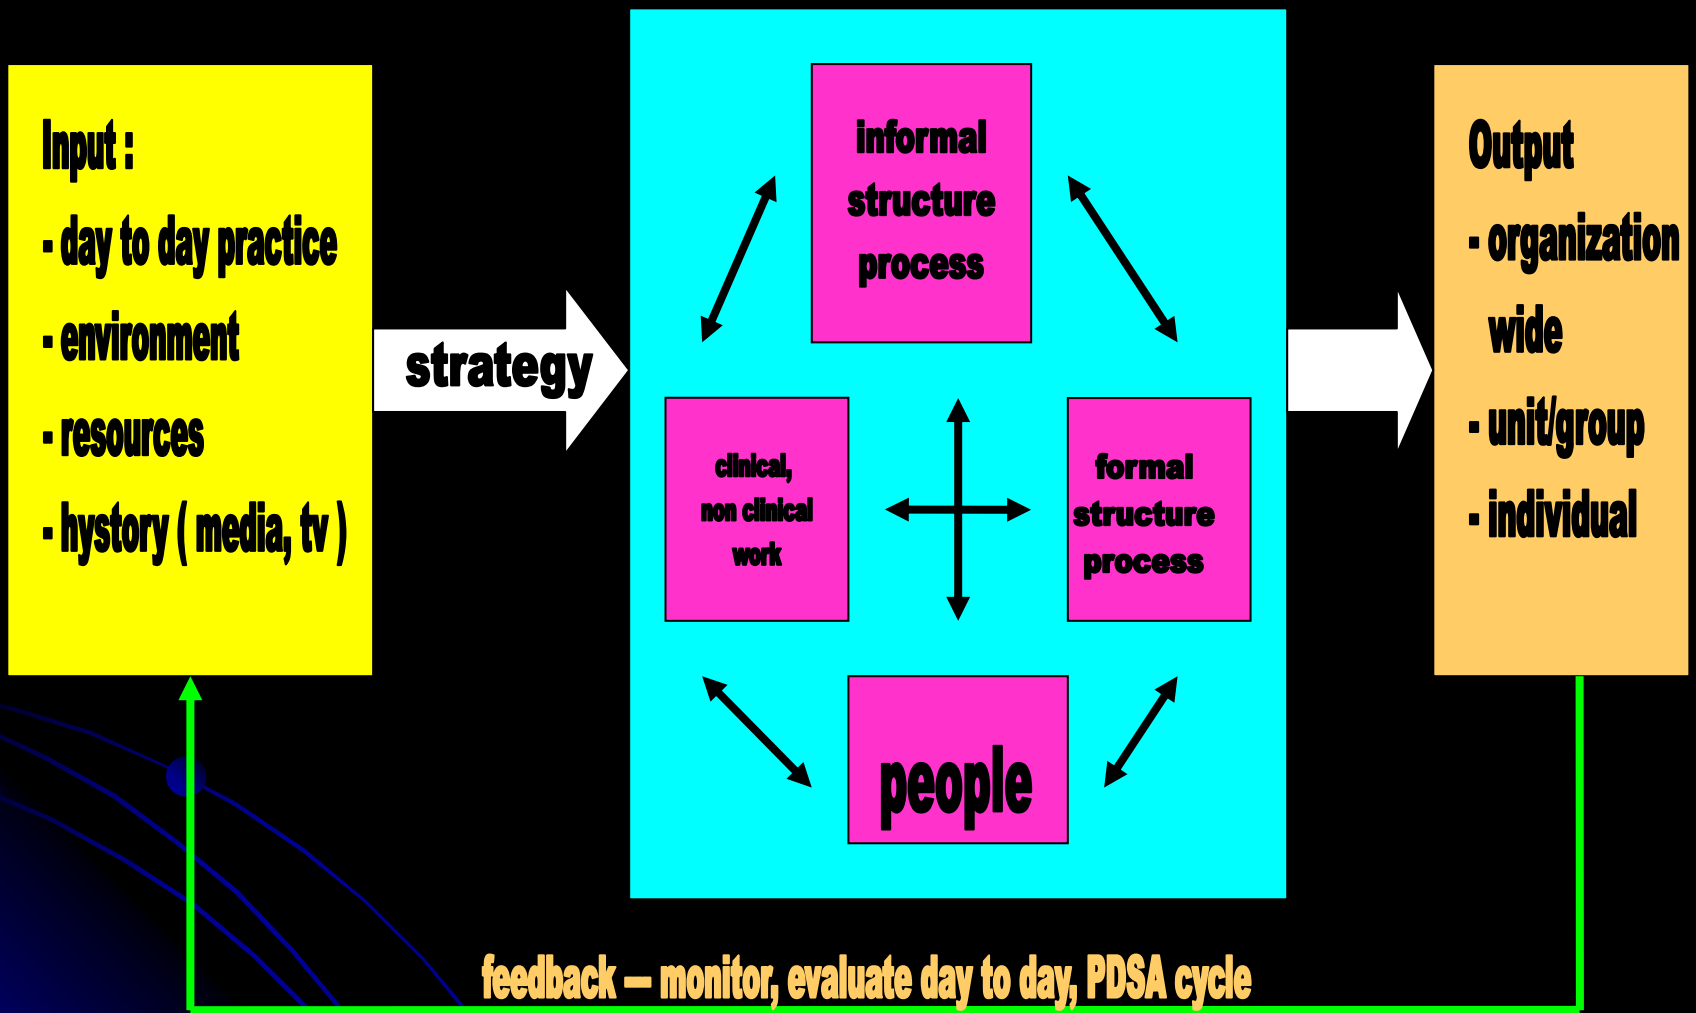 Input :
- day to day practice
- environment
- resources
- hystory ( media, tv )
strategy
informal
structure
process
clinical,
non clinical
work
formal
structure
process
people
Output
- organization
wide
- unit/group
- individual
feedback — monitor, evaluate day to day, PDSA cycle